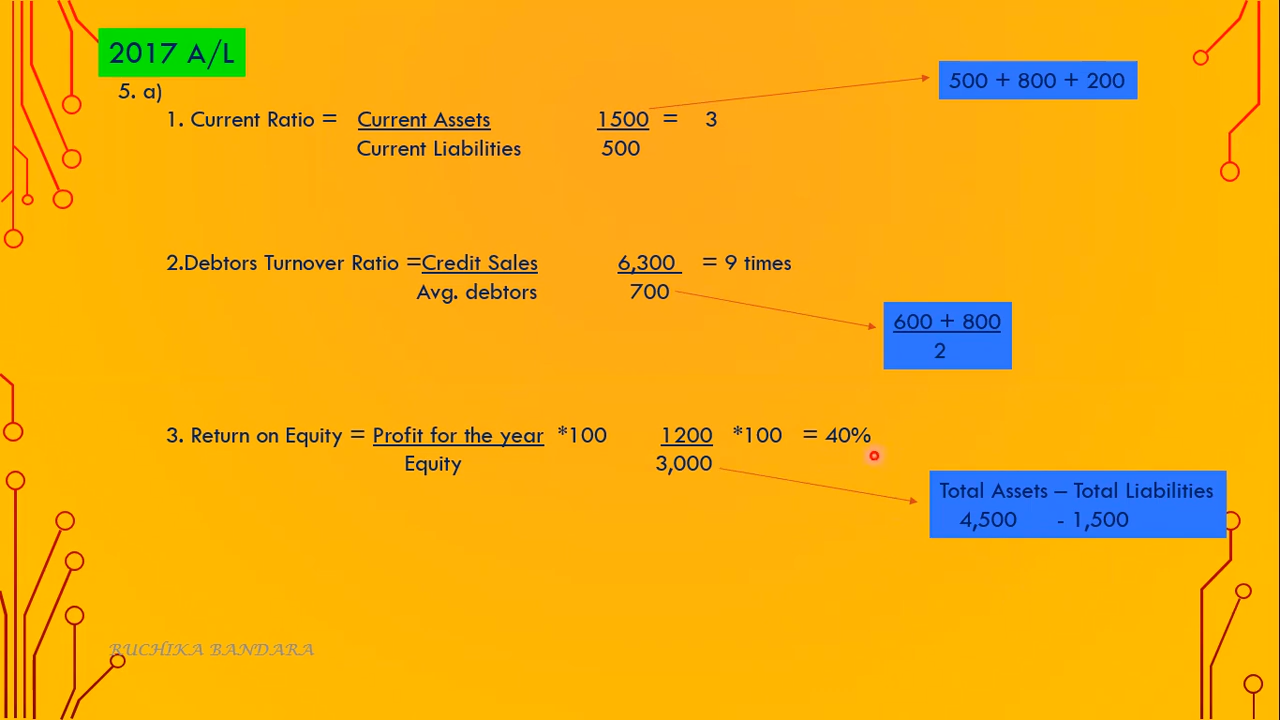 2017 A/L
5. a)
500 + 800 + 200
1. Current Ratio = Current Assets 1500 = 3
Current Liabilities 500
2.Debtors Turnover Ratio =Credit Sales 6,300 = 9 times
Avg. debtors 700
600 + 800
2
3. Return on Equity = Profit for the year *100 1200 *100 = 40%
Equity 3,000
Total Assets – Total Liabilities
4,500 - 1,500
RUCHIKA BANDARA